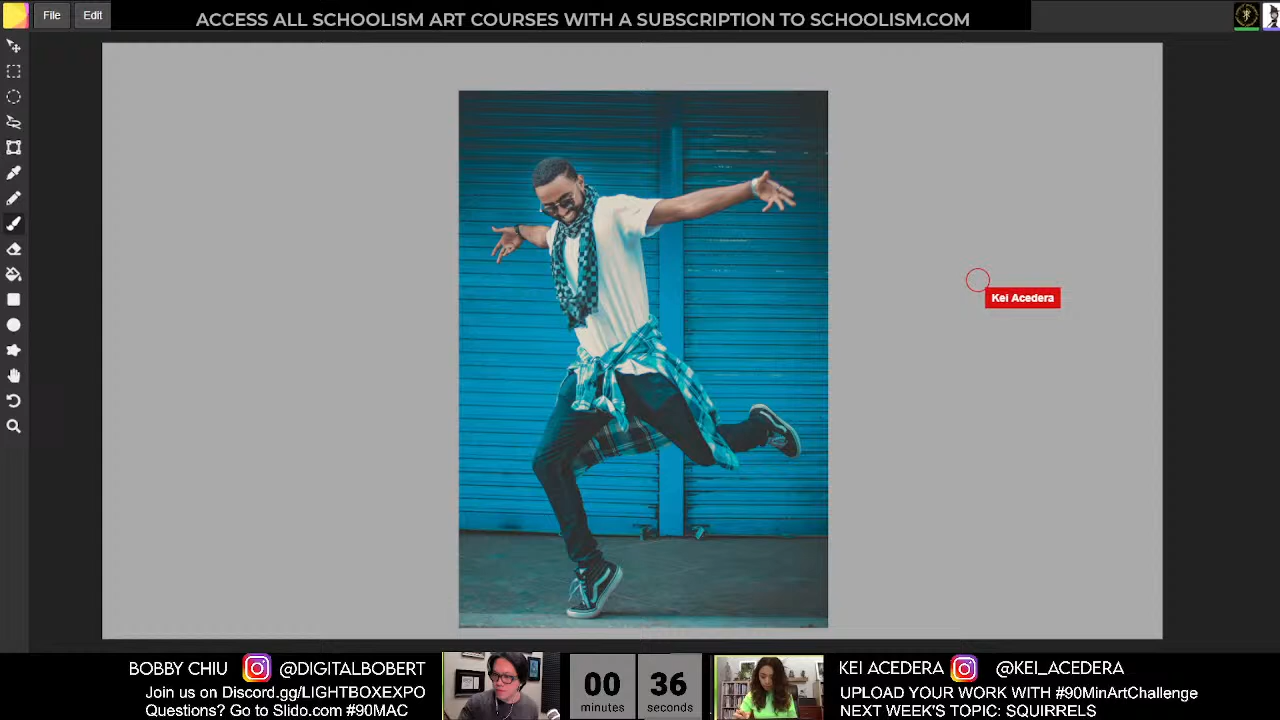 File
Edit
ACCESS ALL SCHOOLISM ART COURSES WITH A SUBSCRIPTION TO SCHOOLISM.COM
Kei Acedera
BOBBY CHIU @DIGITALBOBERT
Join us on Discord.gg/LIGHTBOXEXPO
Questions? Go to Slido.com #90MAC
00
minutes
36
seconds
KEI ACEDERA @KEI_ACEDERA
UPLOAD YOUR WORK WITH #90MinArtChallenge
NEXT WEEK'S TOPIC: SQUIRRELS